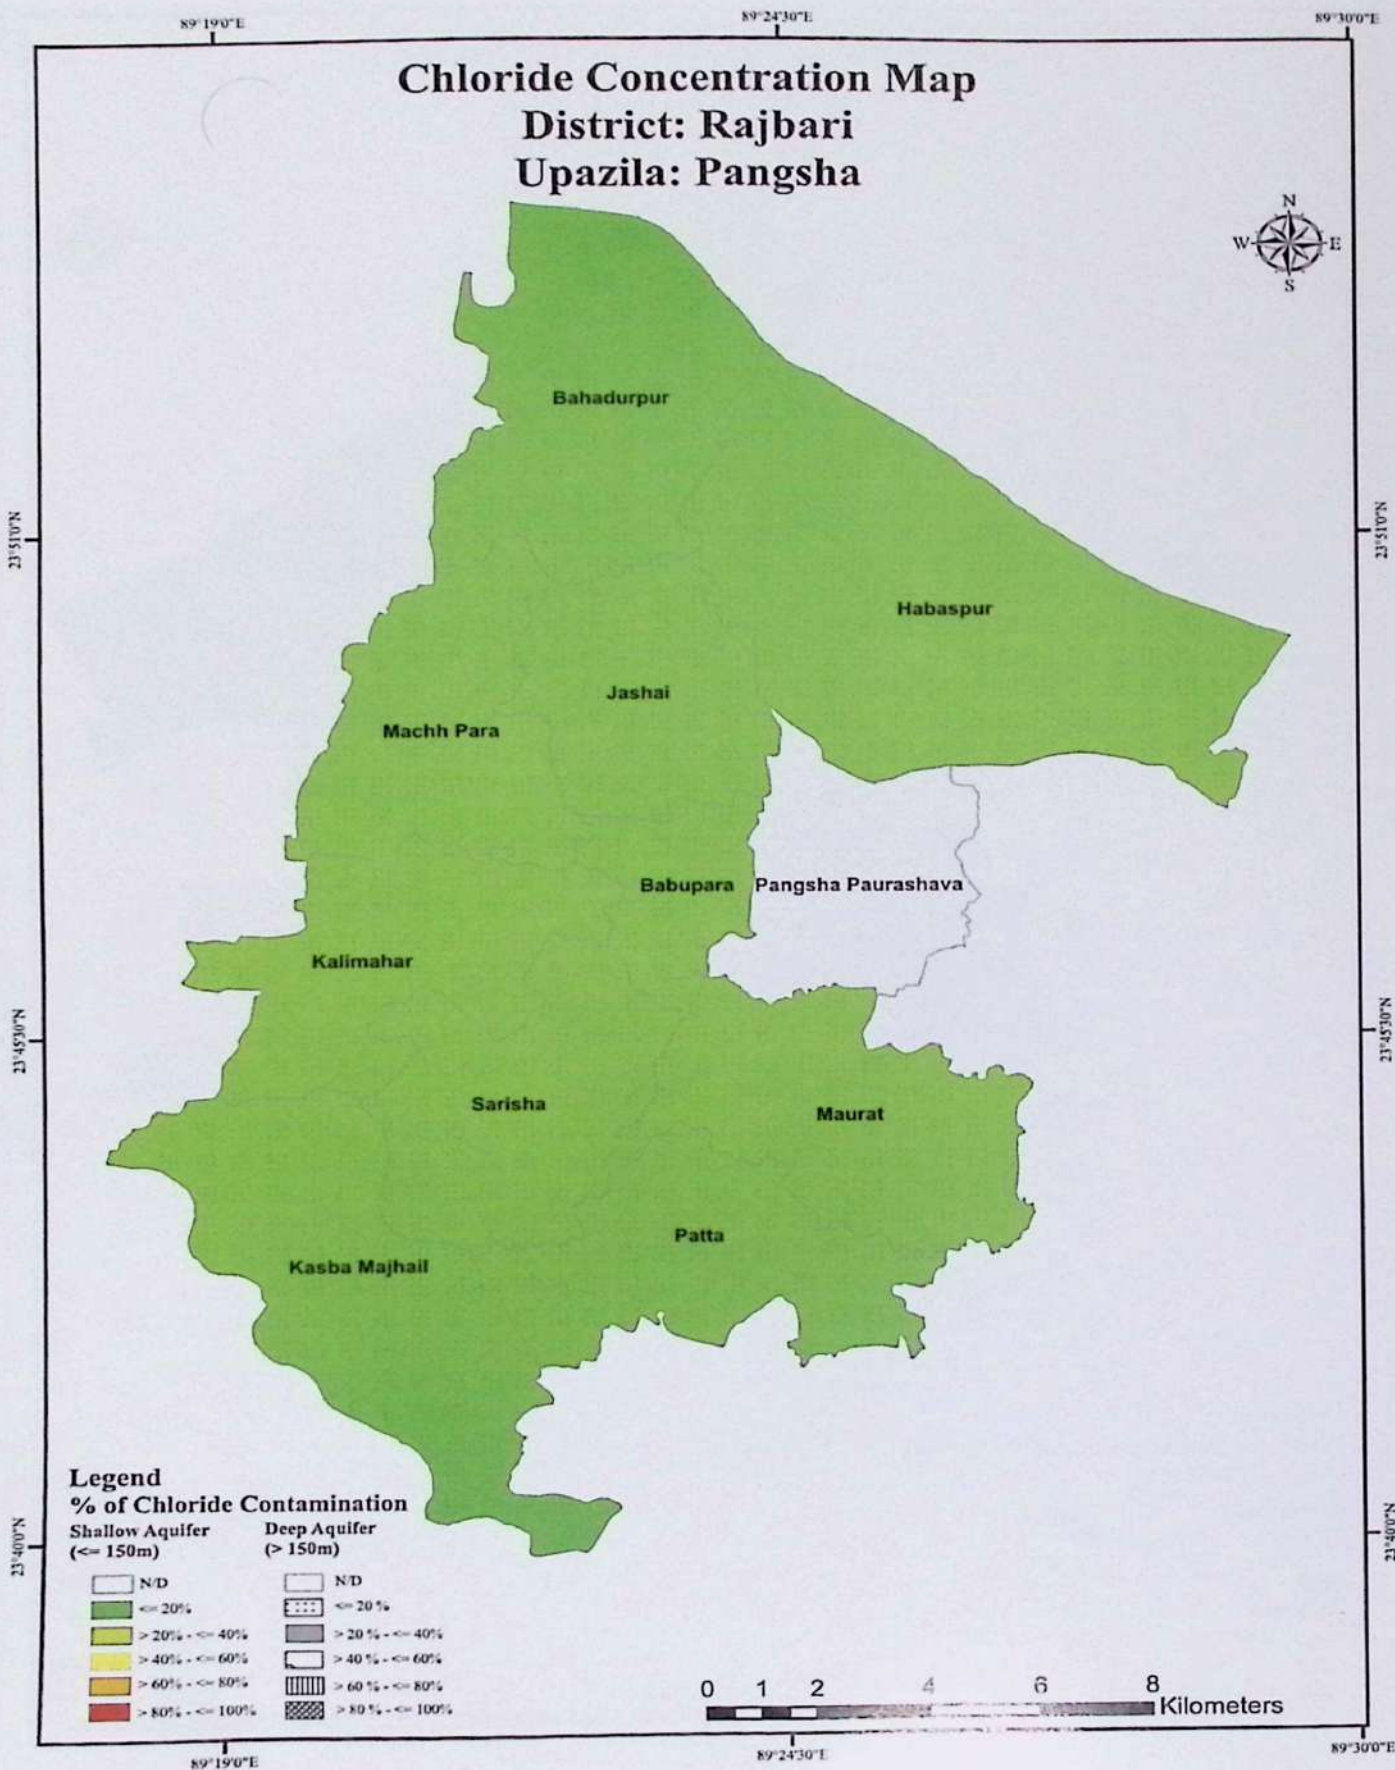 89°19'0"E
89°24'30"E
89°30'0"E
Chloride Concentration Map
District: Rajbari
Upazila: Pangsha
N
W E
S
Bahadurpur
23°51'0"N
23°51'0"N
Habaspur
Jashai
Machh Para
Babupara
Pangsha Paurashava
Kalimahar
23°45'30"N
23°45'30"N
Sarisha
Maurat
Patta
Kasba Majhail
Legend
% of Chloride Contamination
Shallow Aquifer Deep Aquifer
(<= 150m) (> 150m)
N/D N/D
<= 20% <= 20 %
> 20% - <= 40% > 20 % - <= 40%
> 40% - <= 60% > 40 % - <= 60%
> 60% - <= 80% > 60 % - <= 80%
> 80% - <= 100% > 80 % - <= 100%
23°40'0"N
23°40'0"N
0 1 2 4 6 8
Kilometers
89°19'0"E
89°24'30"E
89°30'0"E